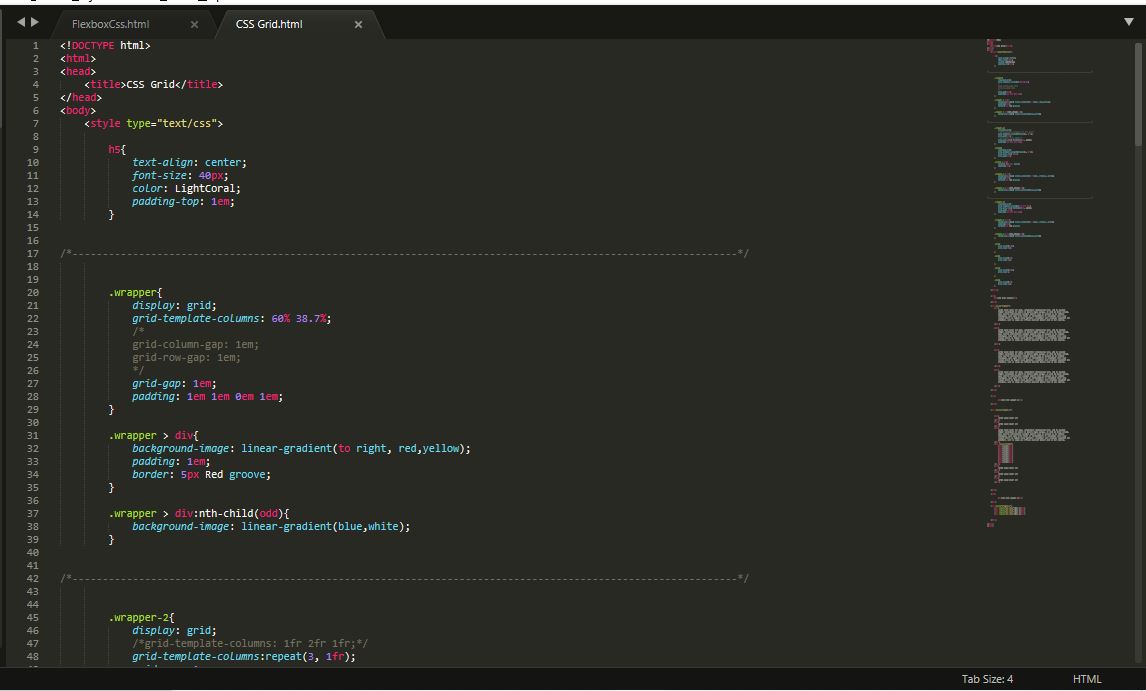 FlexboxCss.html × CSS Grid.html ×
1 <!DOCTYPE html>
2 <html>
3 <head>
4 <title>CSS Grid</title>
5 </head>
6 <body>
7 <style type="text/css">
8
9 h5{
10 text-align: center;
11 font-size: 40px;
12 color: LightCoral;
13 padding-top: 1em;
14 }
15
16
17 /*--------------------------------------------------------------------------------------------------------------*/
18
19
20 .wrapper{
21 display: grid;
22 grid-template-columns: 60% 38.7%;
23 /*
24 grid-column-gap: 1em;
25 grid-row-gap: 1em;
26 */
27 grid-gap: 1em;
28 padding: 1em 1em 0em 1em;
29 }
30
31 .wrapper > div{
32 background-image: linear-gradient(to right, red,yellow);
33 padding: 1em;
34 border: 5px Red groove;
35 }
36
37 .wrapper > div:nth-child(odd){
38 background-image: linear-gradient(blue,white);
39 }
40
41
42 /*--------------------------------------------------------------------------------------------------------------*/
43
44
45 .wrapper-2{
46 display: grid;
47 /*grid-template-columns: 1fr 2fr 1fr;*/
48 grid-template-columns:repeat(3, 1fr);
Tab Size: 4 HTML